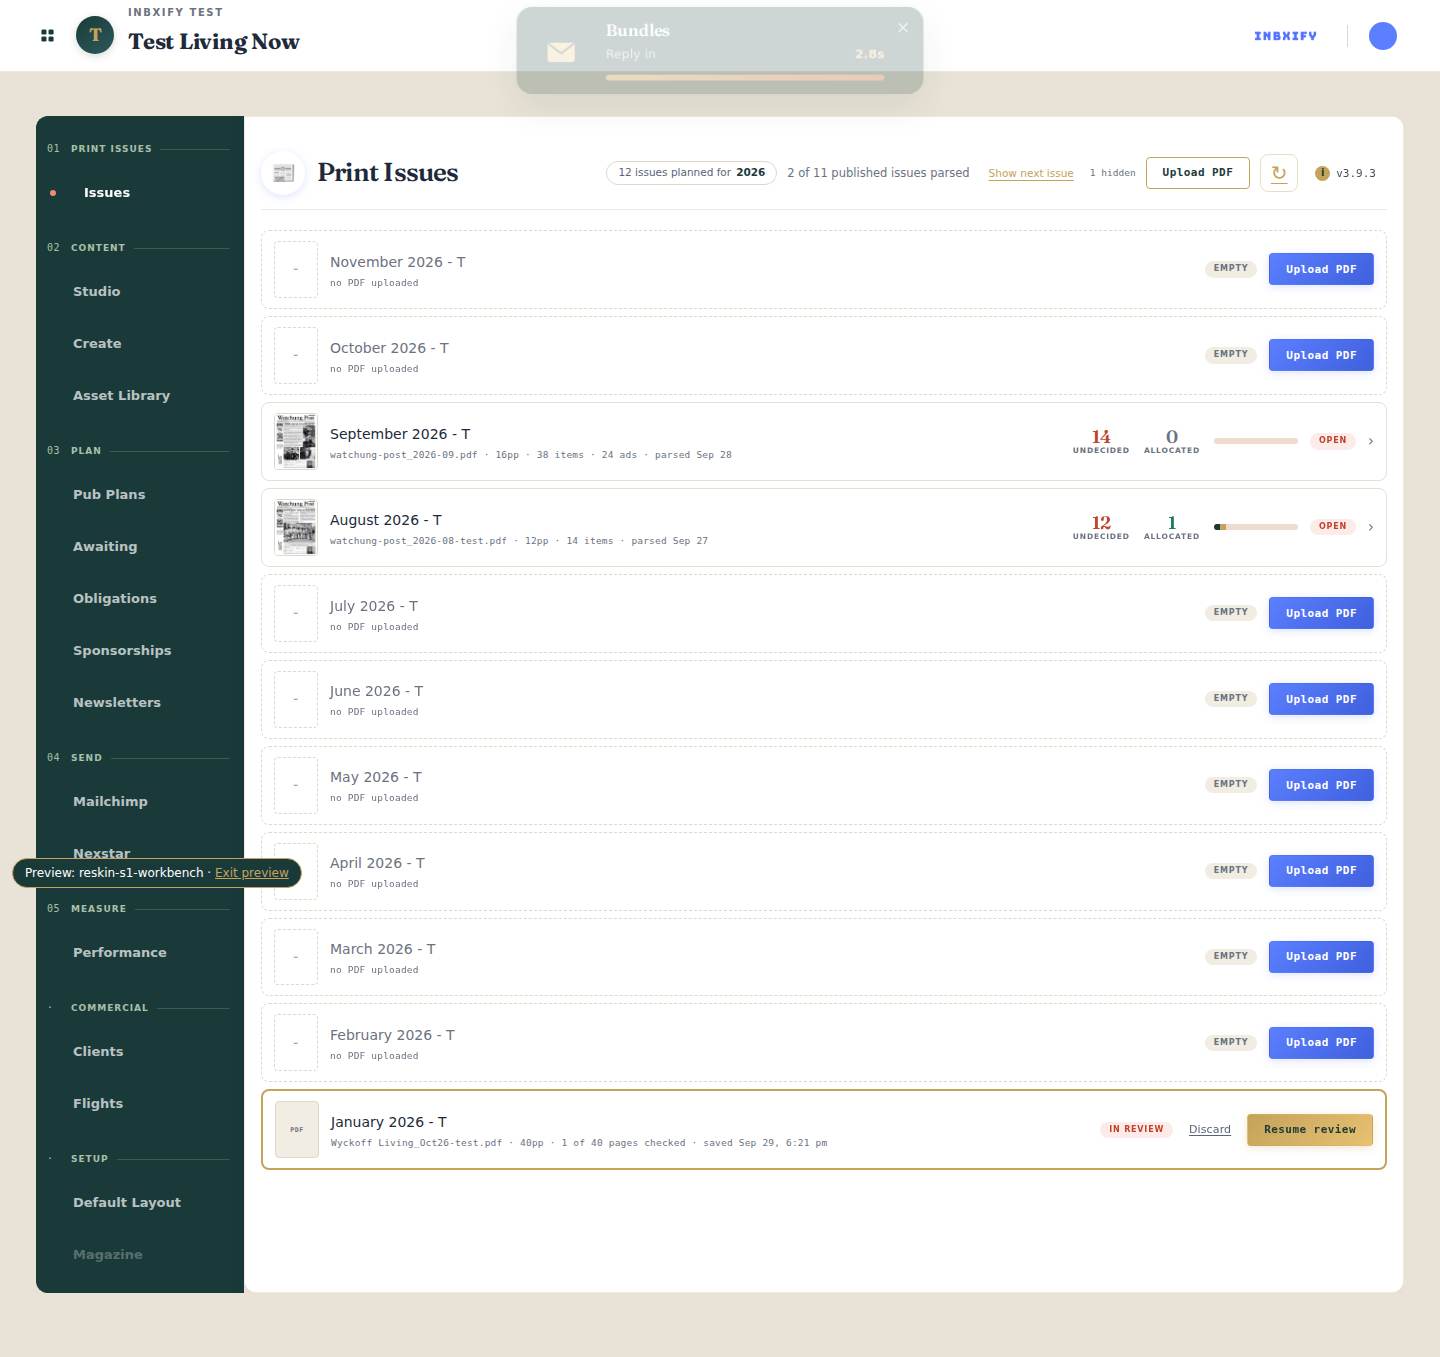 INBXIFY TEST
T
Test Living Now
Bundles
Reply in 2.8s
INBXIFY
01 PRINT ISSUES
Issues
02 CONTENT
Studio
Create
Asset Library
03 PLAN
Pub Plans
Awaiting
Obligations
Sponsorships
Newsletters
04 SEND
Mailchimp
Nexstar
Preview: reskin-s1-workbench · Exit preview
05 MEASURE
Performance
· COMMERCIAL
Clients
Flights
· SETUP
Default Layout
Magazine
Print Issues
12 issues planned for 2026
2 of 11 published issues parsed
Show next issue
1 hidden
Upload PDF
↻
i v3.9.3
- November 2026 - T
no PDF uploaded
EMPTY Upload PDF
- October 2026 - T
no PDF uploaded
EMPTY Upload PDF
Watchung Post
September 2026 - T
watchung-post_2026-09.pdf · 16pp · 38 items · 24 ads · parsed Sep 28
14 UNDECIDED
0 ALLOCATED
OPEN ›
Watchung Post
August 2026 - T
watchung-post_2026-08-test.pdf · 12pp · 14 items · parsed Sep 27
12 UNDECIDED
1 ALLOCATED
OPEN ›
- July 2026 - T
no PDF uploaded
EMPTY Upload PDF
- June 2026 - T
no PDF uploaded
EMPTY Upload PDF
- May 2026 - T
no PDF uploaded
EMPTY Upload PDF
April 2026 - T
no PDF uploaded
EMPTY Upload PDF
- March 2026 - T
no PDF uploaded
EMPTY Upload PDF
- February 2026 - T
no PDF uploaded
EMPTY Upload PDF
PDF
January 2026 - T
Wyckoff Living_Oct26-test.pdf · 40pp · 1 of 40 pages checked · saved Sep 29, 6:21 pm
IN REVIEW Discard Resume review